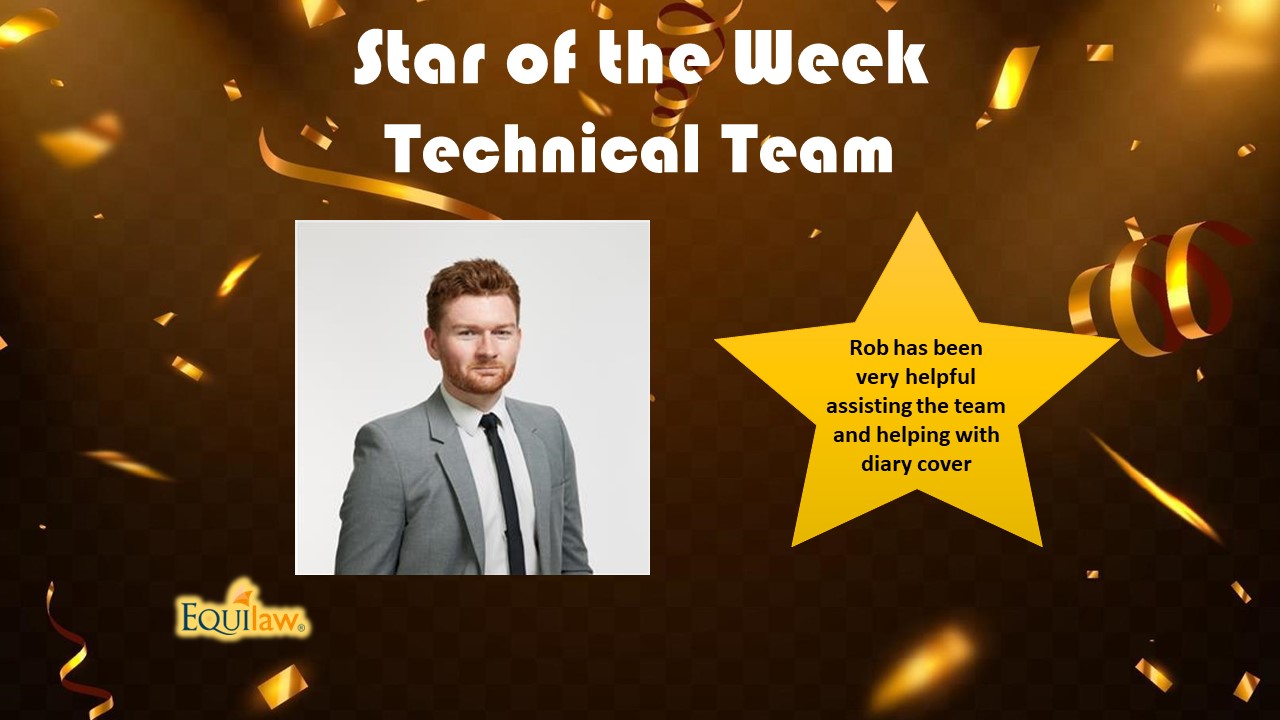 Star of the Week
Technical Team
Rob has been
very helpful
assisting the team
and helping with
diary cover
EQUIlaw®